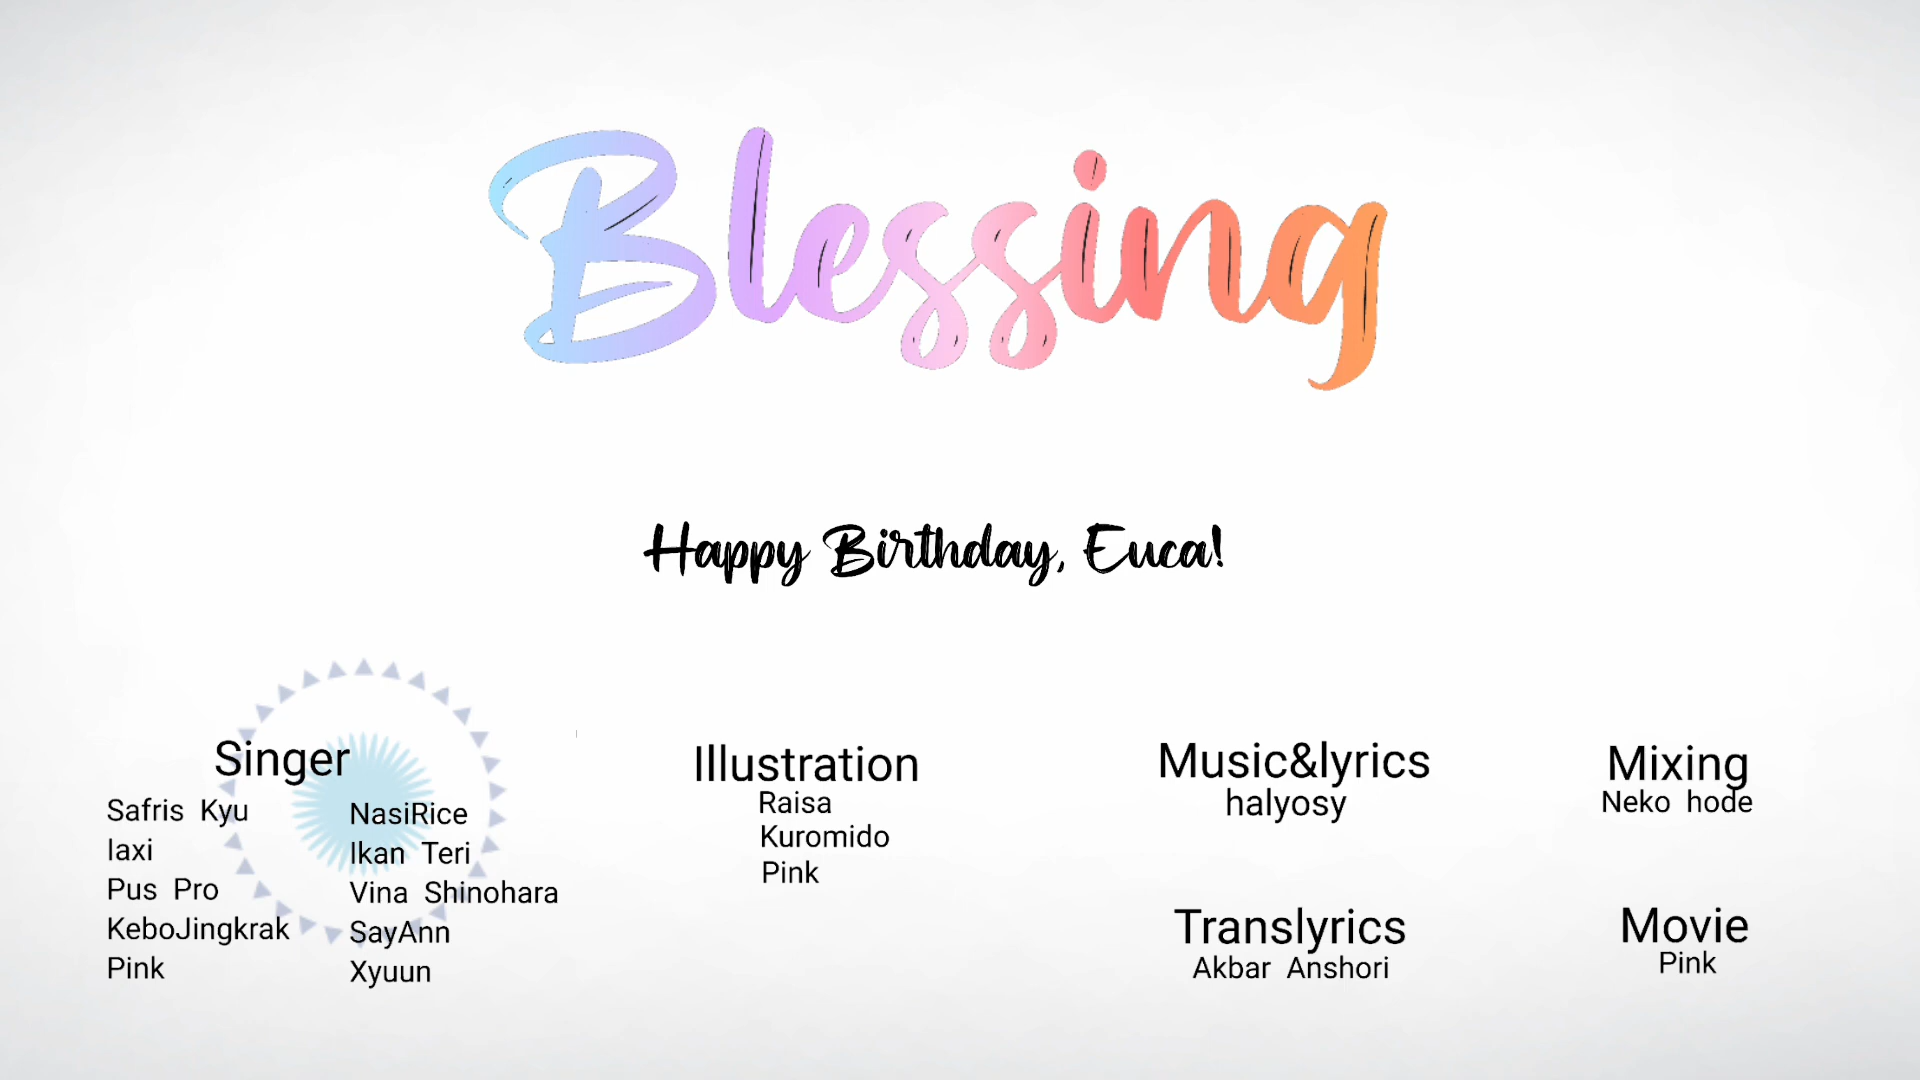 Blessing
Happy Birthday, Euca!
Singer
Safris Kyu
laxi
Pus Pro
KeboJingkrak
Pink
NasiRice
Ikan Teri
Vina Shinohara
SayAnn
Xyuun
Illustration
Raisa
Kuromido
Pink
Music&lyrics
halyosy
Translyrics
Akbar Anshori
Mixing
Neko hode
Movie
Pink